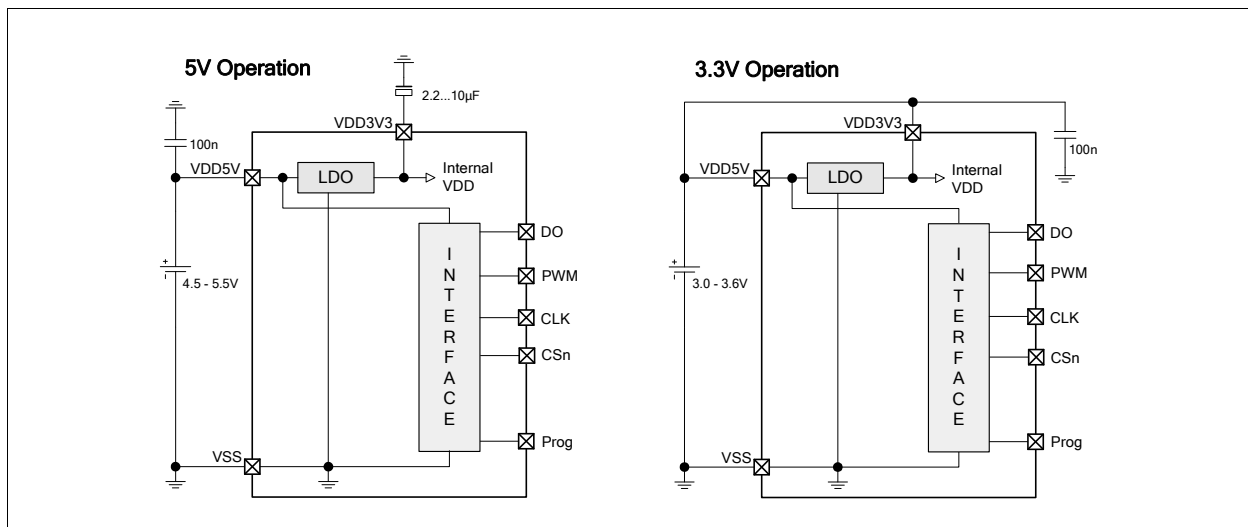 5V Operation
2.2...10µF
VDD3V3
100n
VDD5V
LDO
Internal
VDD
DO
PWM
CLK
CSn
Prog
INTERFACE
+
-
4.5 - 5.5V
VSS
3.3V Operation
VDD3V3
100n
VDD5V
LDO
Internal
VDD
DO
PWM
CLK
CSn
Prog
INTERFACE
+
-
3.0 - 3.6V
VSS